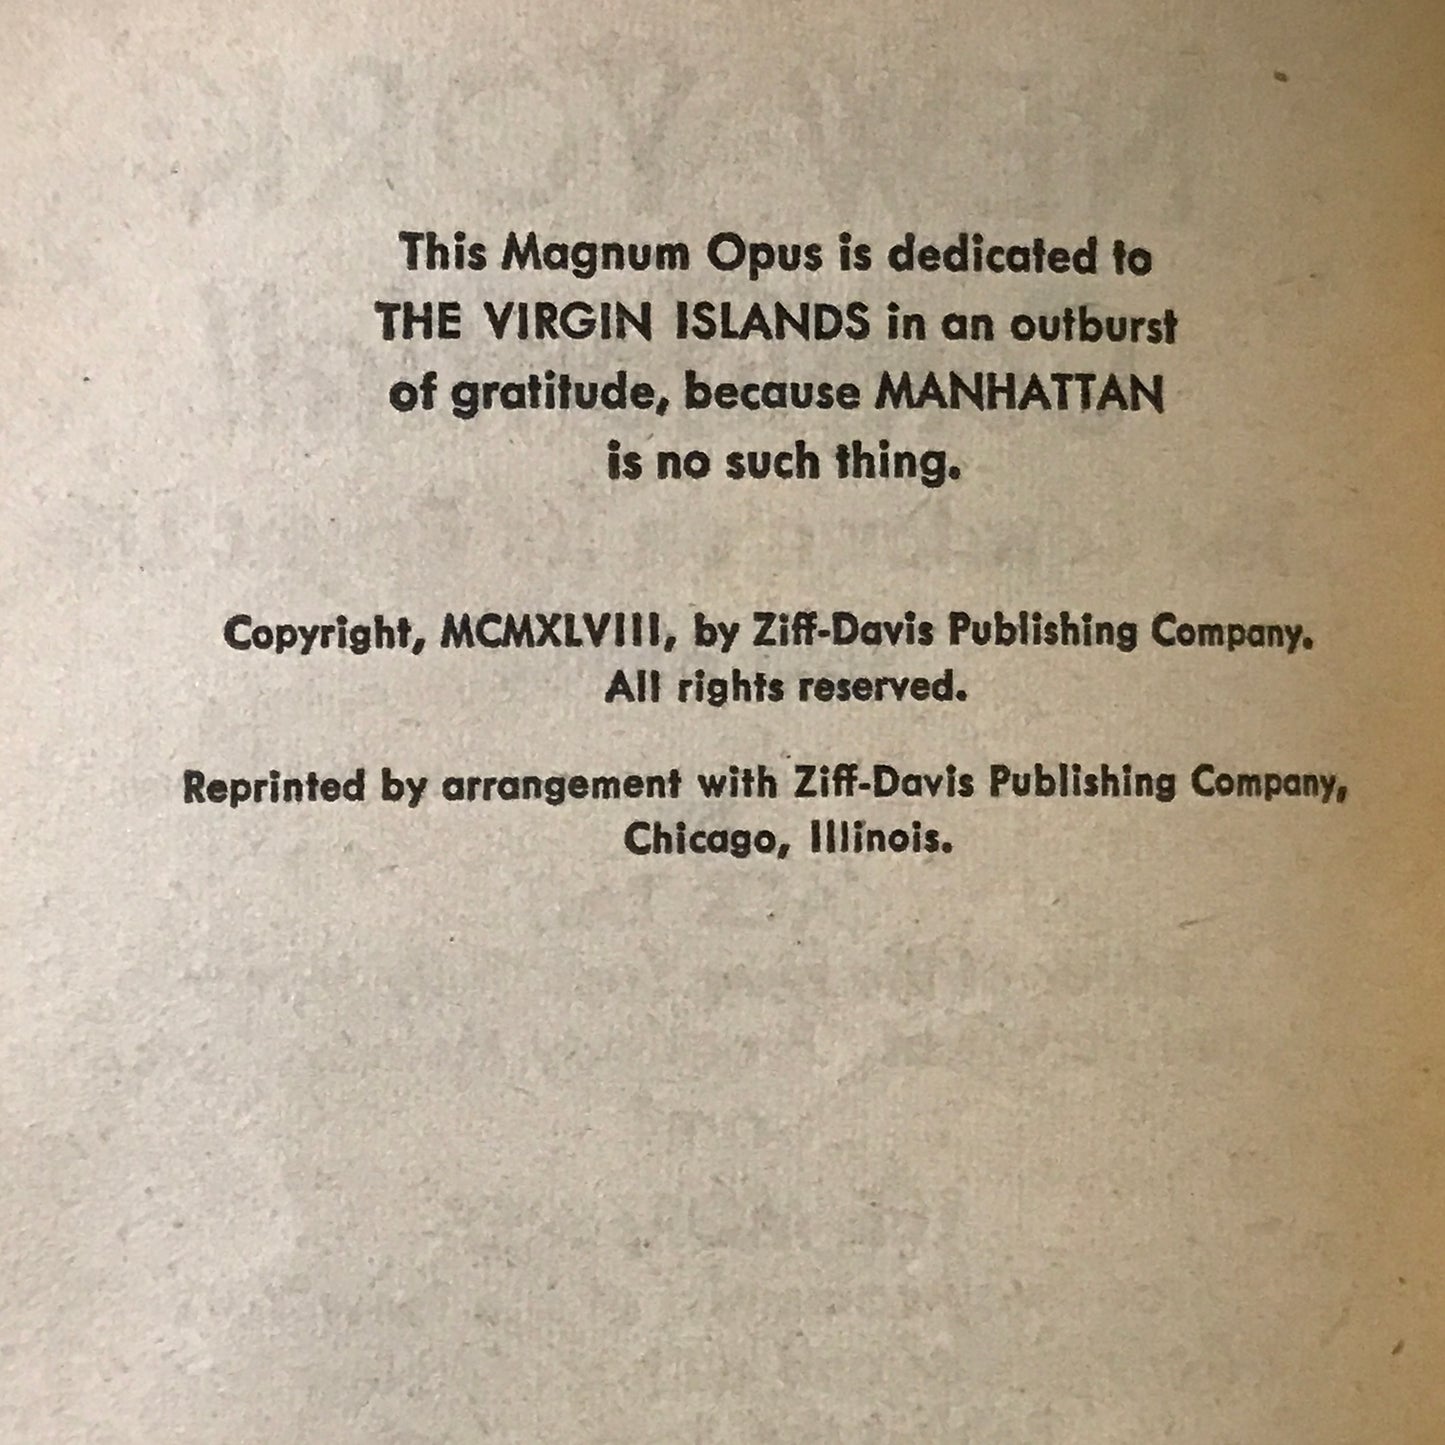 This Magnum Opus is dedicated to
THE VIRGIN ISLANDS in an outburst
of gratitude, because MANHATTAN
is no such thing.
Copyright, MCMXLVIII, by Ziff-Davis Publishing Company.
All rights reserved.
Reprinted by arrangement with Ziff-Davis Publishing Company,
Chicago, Illinois.